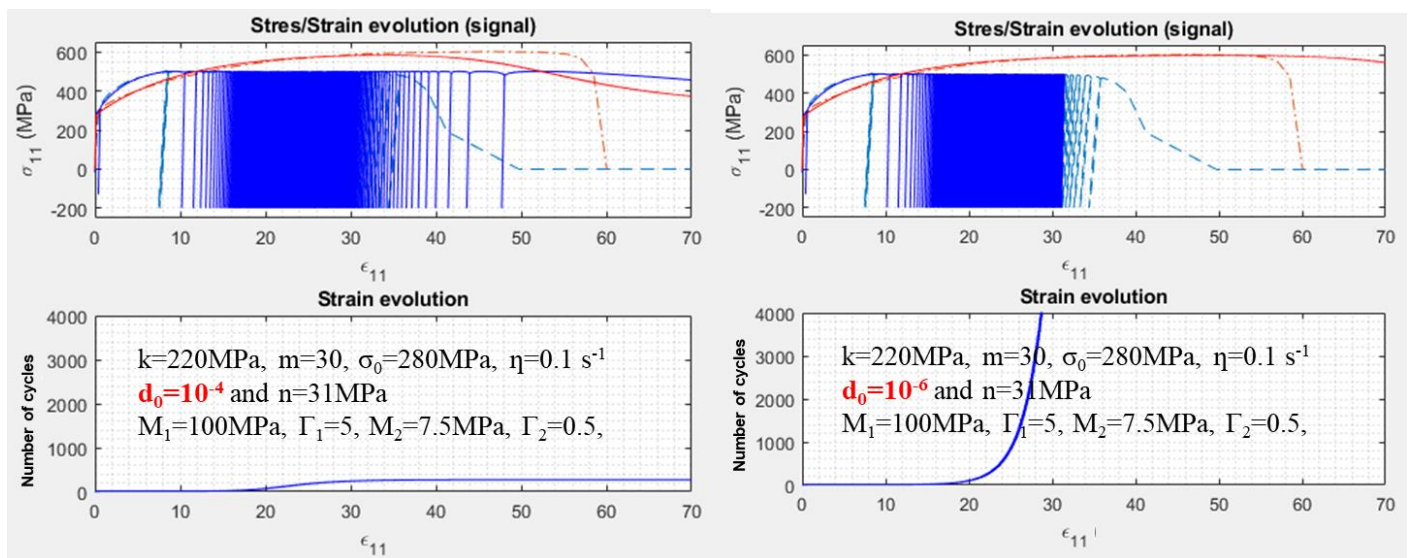 Stres/Strain evolution (signal)
600
400
200
0
-200
σ11 (MPa)
0 10 20 30 40 50 60 70
ϵ11
Strain evolution
4000
3000
2000
1000
0
Number of cycles
k=220MPa, m=30, σ0=280MPa, η=0.1 s-1
d0=10-4 and n=31MPa
M1=100MPa, Γ1=5, M2=7.5MPa, Γ2=0.5,
0 10 20 30 40 50 60 70
ϵ11
Stres/Strain evolution (signal)
600
400
200
0
-200
σ11 (MPa)
0 10 20 30 40 50 60 70
ϵ11
Strain evolution
4000
3000
2000
1000
0
Number of cycles
k=220MPa, m=30, σ0=280MPa, η=0.1 s-1
d0=10-6 and n=31MPa
M1=100MPa, Γ1=5, M2=7.5MPa, Γ2=0.5,
0 10 20 30 40 50 60 70
ϵ11